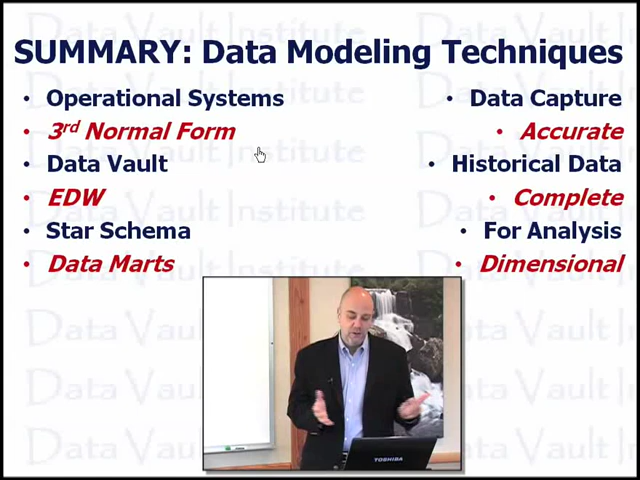 SUMMARY: Data Modeling Techniques
• Operational Systems
• Data Capture
• 3rd Normal Form
• Accurate
• Data Vault
• Historical Data
• EDW
• Complete
• Star Schema
• For Analysis
• Data Marts
• Dimensional
TOSHIBA
Data Vault Institute